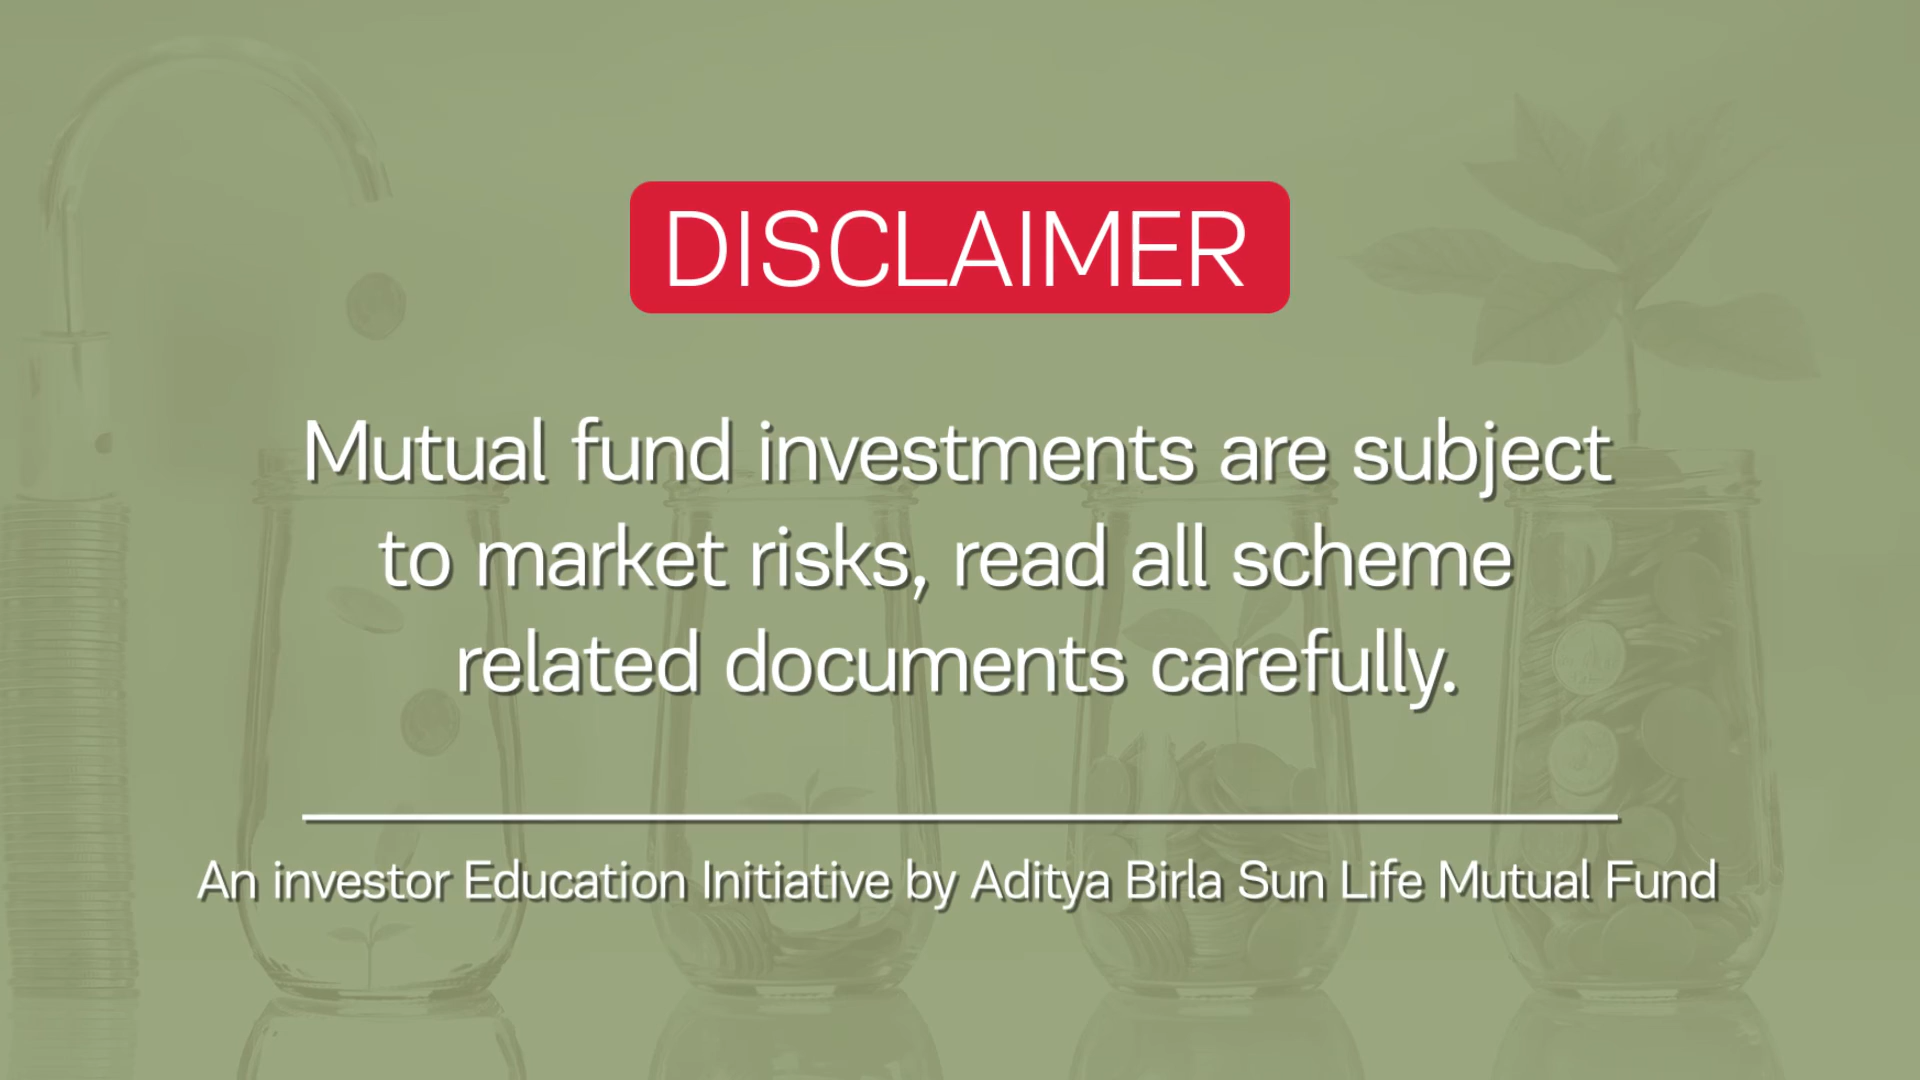 DISCLAIMER
Mutual fund investments are subject
to market risks, read all scheme
related documents carefully.
An investor Education Initiative by Aditya Birla Sun Life Mutual Fund